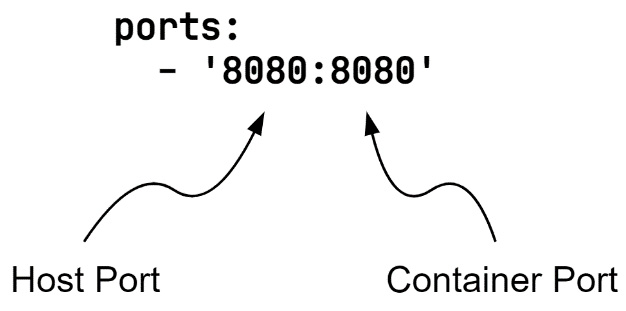 ports:
  - '8080:8080'
Host Port
Container Port